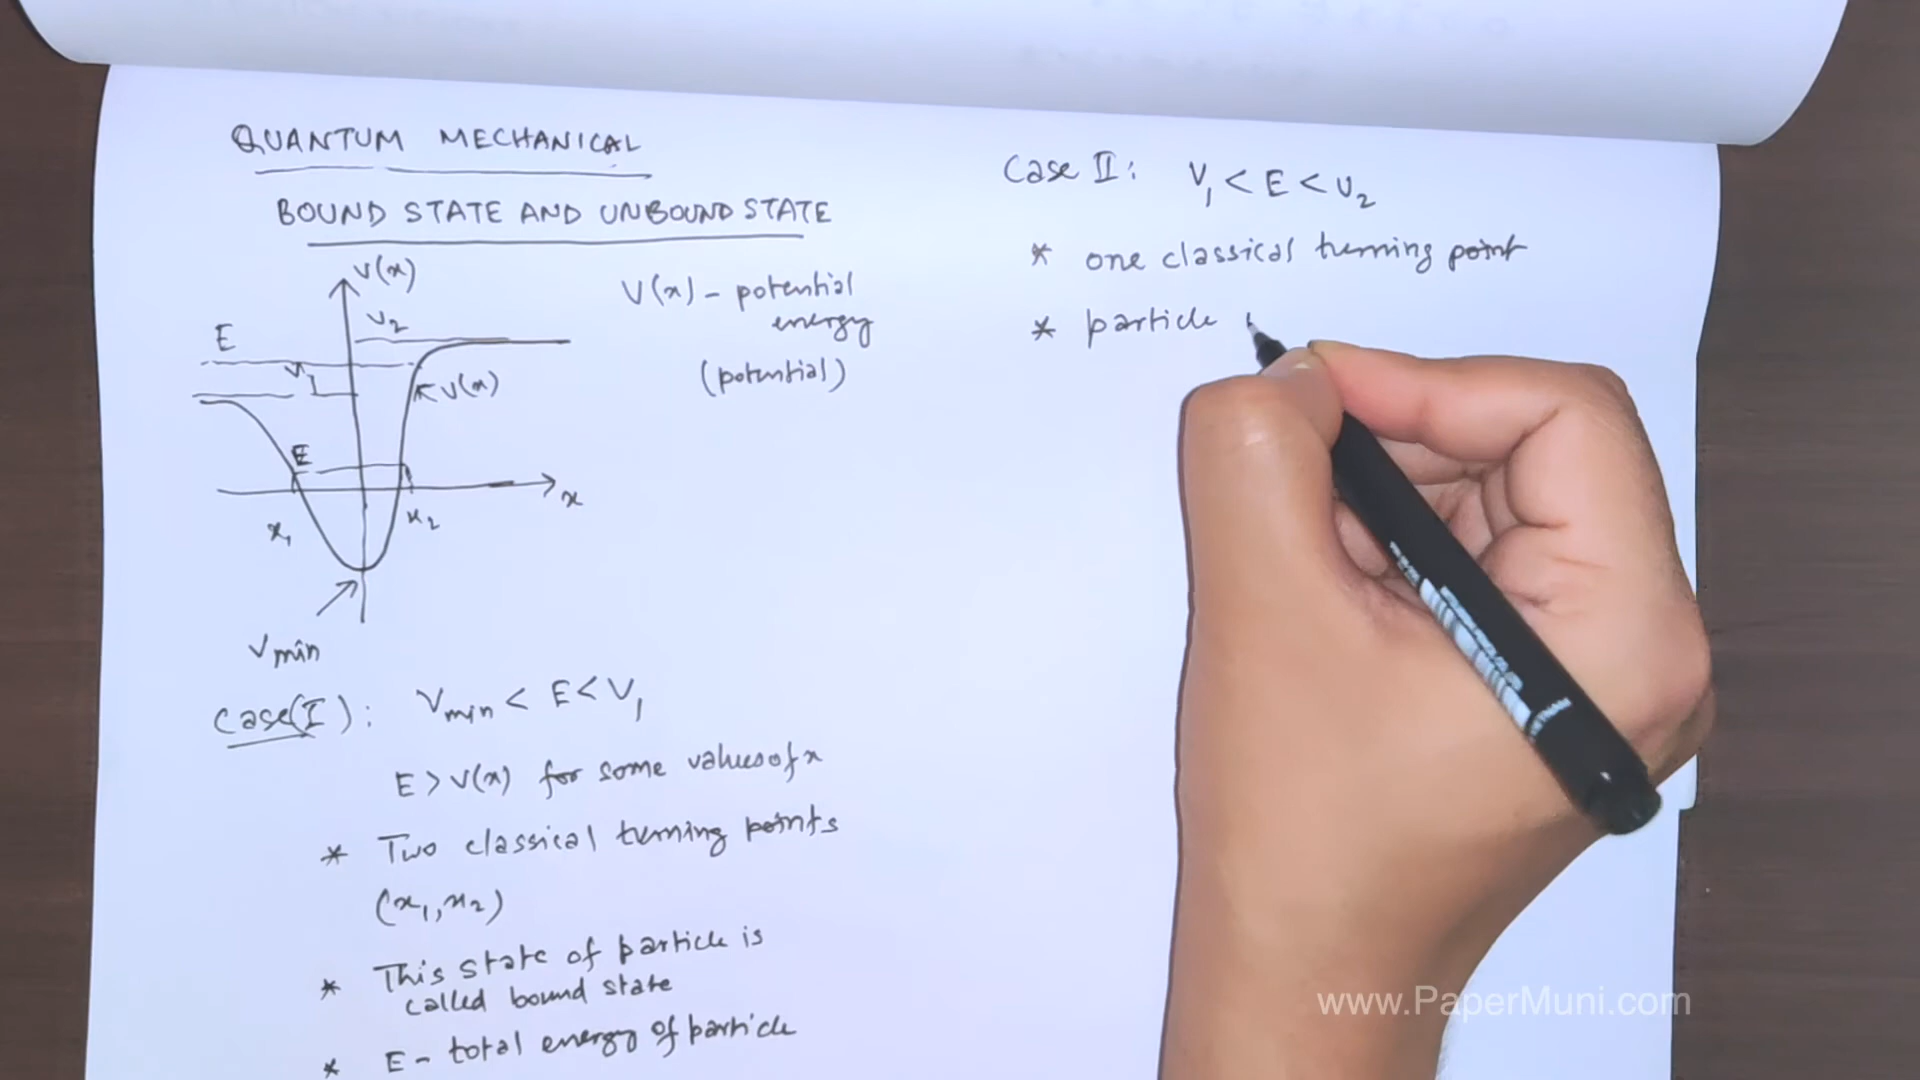 QUANTUM MECHANICAL
BOUND STATE AND UNBOUND STATE
V(x)
V2
E
V1
V(x)
E
x
x1
x2
Vmin
V(x) - potential
energy
(potential)
Case(I): Vmin < E < V1
E > V(x) for some values of x
* Two classical turning points
(x1, x2)
* This state of particle is
called bound state
* E - total energy of particle
Case II: V1 < E < V2
* one classical turning point
* particle
www.PaperMuni.com